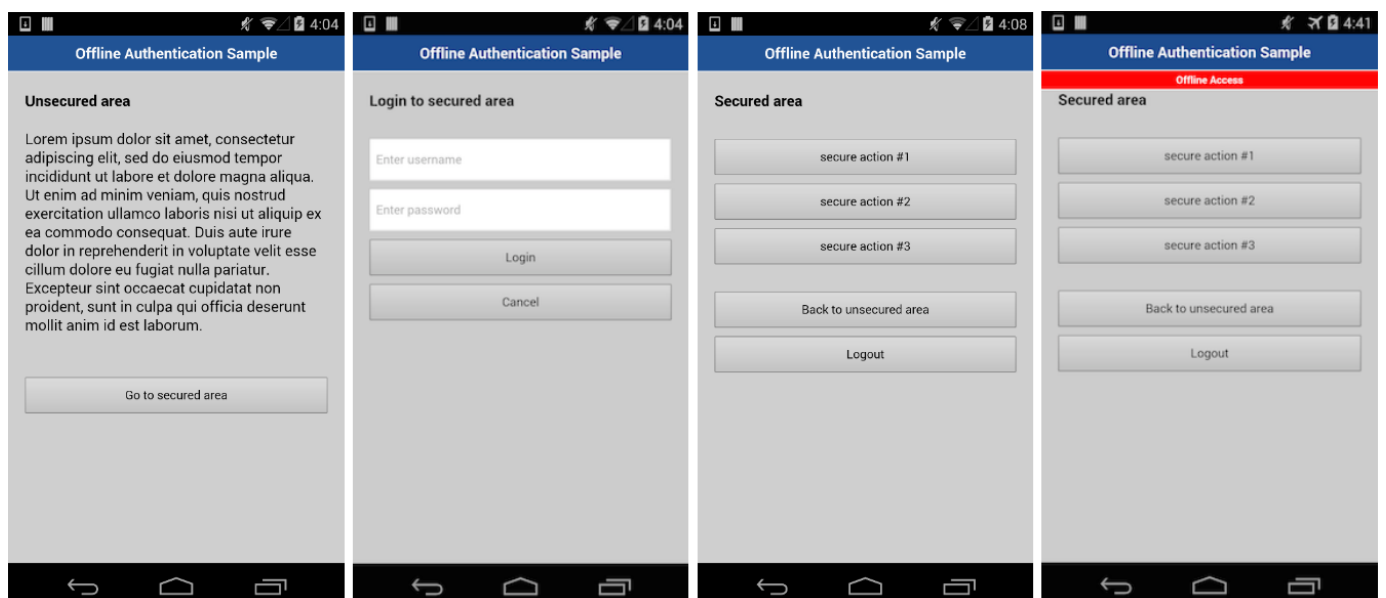 4:04
Offline Authentication Sample
Unsecured area
Lorem ipsum dolor sit amet, consectetur
adipiscing elit, sed do eiusmod tempor
incididunt ut labore et dolore magna aliqua.
Ut enim ad minim veniam, quis nostrud
exercitation ullamco laboris nisi ut aliquip ex
ea commodo consequat. Duis aute irure
dolor in reprehenderit in voluptate velit esse
cillum dolore eu fugiat nulla pariatur.
Excepteur sint occaecat cupidatat non
proident, sunt in culpa qui officia deserunt
mollit anim id est laborum.
Go to secured area
4:04
Offline Authentication Sample
Login to secured area
Enter username
Enter password
Login
Cancel
4:08
Offline Authentication Sample
Secured area
secure action #1
secure action #2
secure action #3
Back to unsecured area
Logout
4:41
Offline Authentication Sample
Offline Access
Secured area
secure action #1
secure action #2
secure action #3
Back to unsecured area
Logout